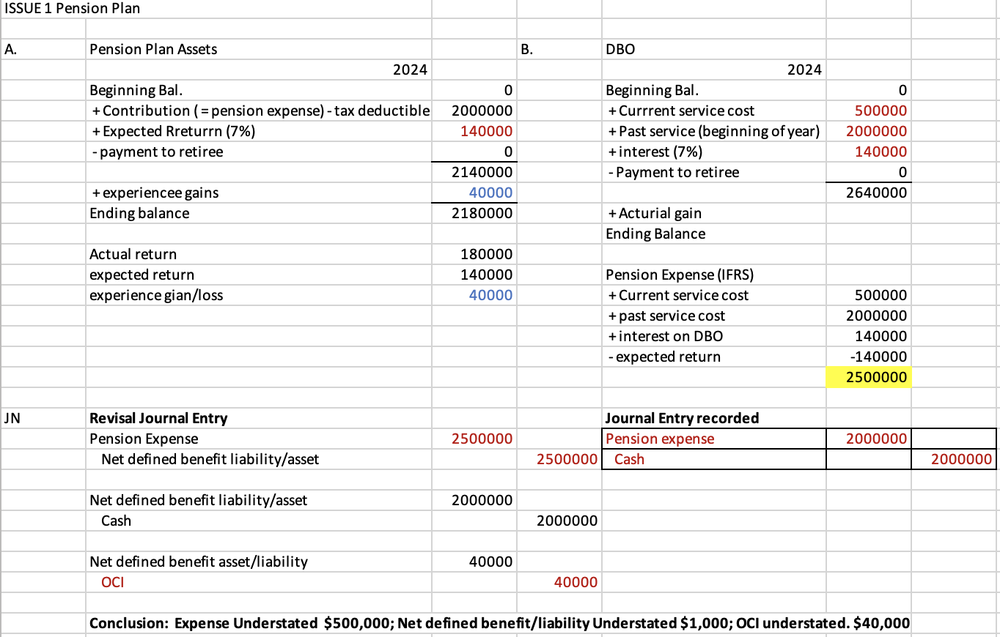 ISSUE 1 Pension Plan
A. Pension Plan Assets B. DBO
2024 2024
Beginning Bal. 0 Beginning Bal. 0
+ Contribution ( = pension expense) - tax deductible 2000000 + Currrent service cost 500000
+ Expected Rreturrn (7%) 140000 + Past service (beginning of year) 2000000
- payment to retiree 0 + interest (7%) 140000
2140000 - Payment to retiree 0
+ experiencee gains 40000 2640000
Ending balance 2180000 + Acturial gain
Ending Balance
Actual return 180000
expected return 140000 Pension Expense (IFRS)
experience gian/loss 40000 + Current service cost 500000
+ past service cost 2000000
+ interest on DBO 140000
- expected return -140000
2500000
JN Revisal Journal Entry Journal Entry recorded
Pension Expense 2500000 Pension expense 2000000
Net defined benefit liability/asset 2500000 Cash 2000000
Net defined benefit liability/asset 2000000
Cash 2000000
Net defined benefit asset/liability 40000
OCI 40000
Conclusion: Expense Understated $500,000; Net defined benefit/liability Understated $1,000; OCI understated. $40,000